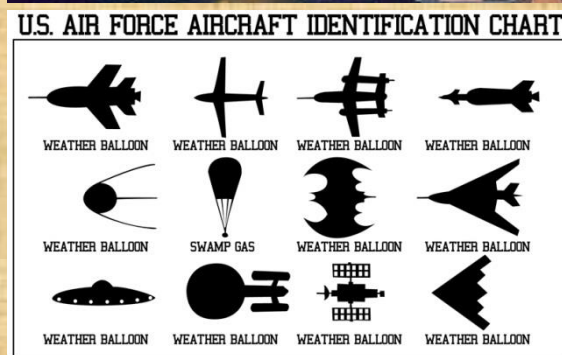 U.S. AIR FORCE AIRCRAFT IDENTIFICATION CHART
WEATHER BALLOON WEATHER BALLOON WEATHER BALLOON WEATHER BALLOON
WEATHER BALLOON SWAMP GAS WEATHER BALLOON WEATHER BALLOON
WEATHER BALLOON WEATHER BALLOON WEATHER BALLOON WEATHER BALLOON